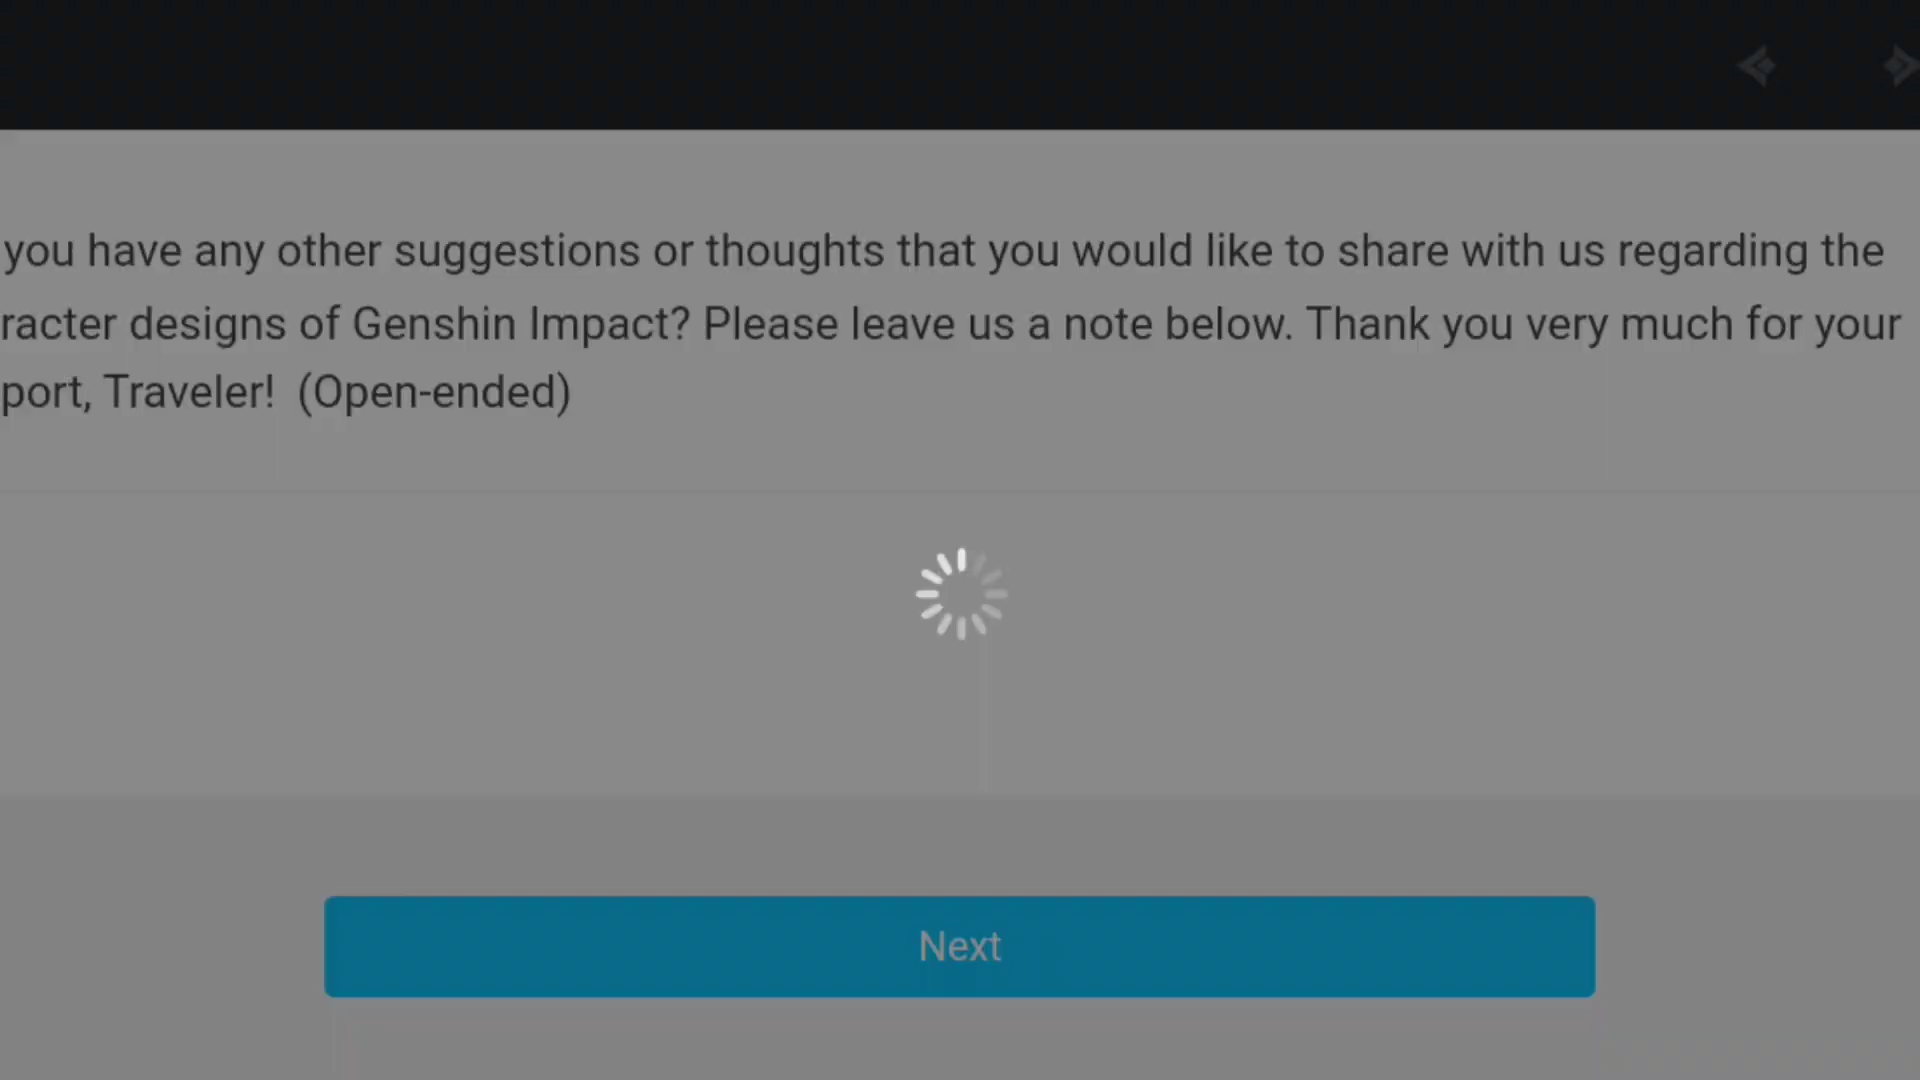 you have any other suggestions or thoughts that you would like to share with us regarding the
racter designs of Genshin Impact? Please leave us a note below. Thank you very much for your
port, Traveler! (Open-ended)
Next